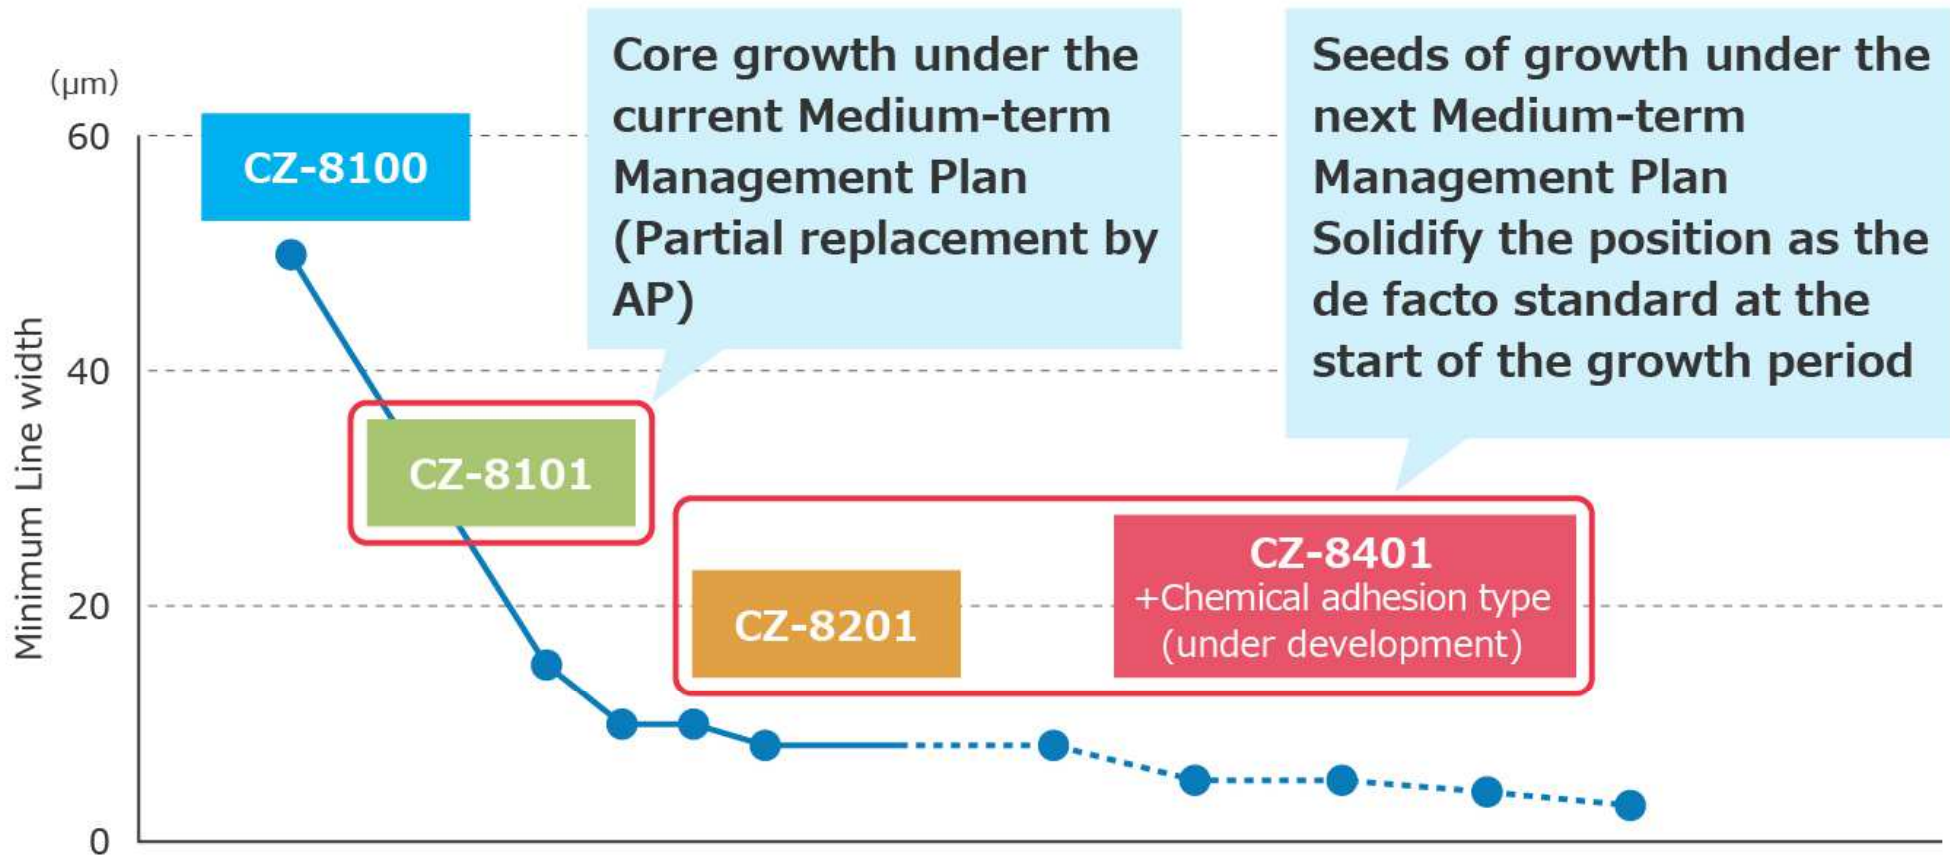 (μm)
60
40
20
0
Minimum Line width
CZ-8100
CZ-8101
CZ-8201
CZ-8401
+Chemical adhesion type
(under development)
Core growth under the
current Medium-term
Management Plan
(Partial replacement by
AP)
Seeds of growth under the
next Medium-term
Management Plan
Solidify the position as the
de facto standard at the
start of the growth period